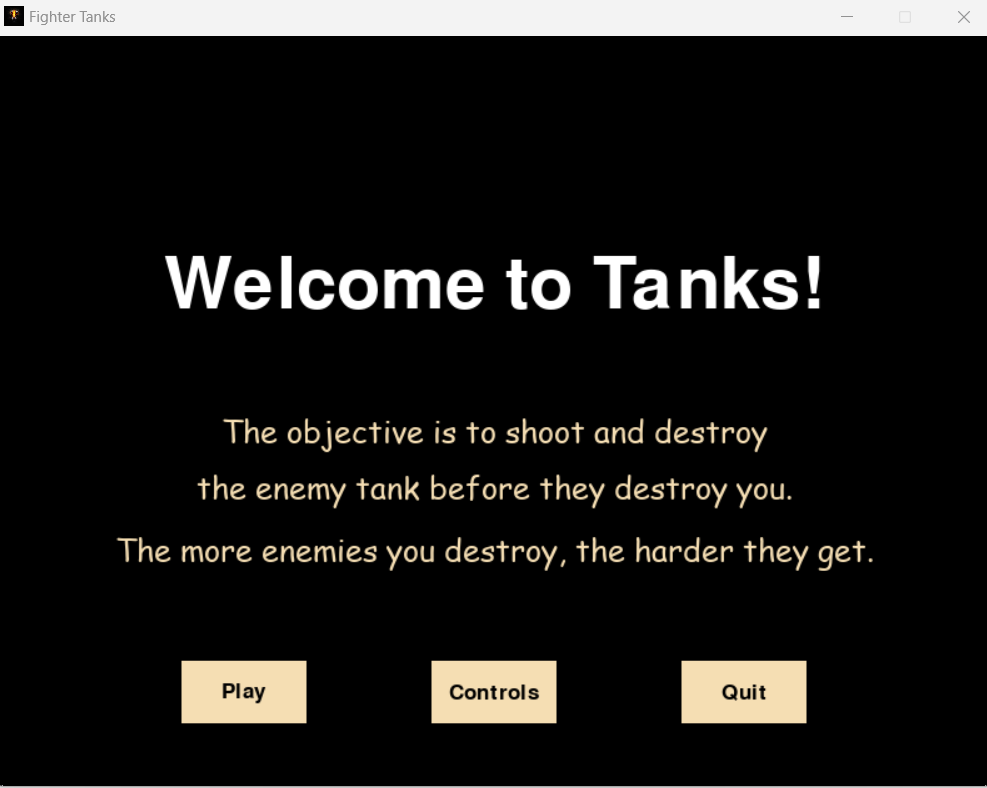 Fighter Tanks
Welcome to Tanks!
The objective is to shoot and destroy
the enemy tank before they destroy you.
The more enemies you destroy, the harder they get.
Play
Controls
Quit